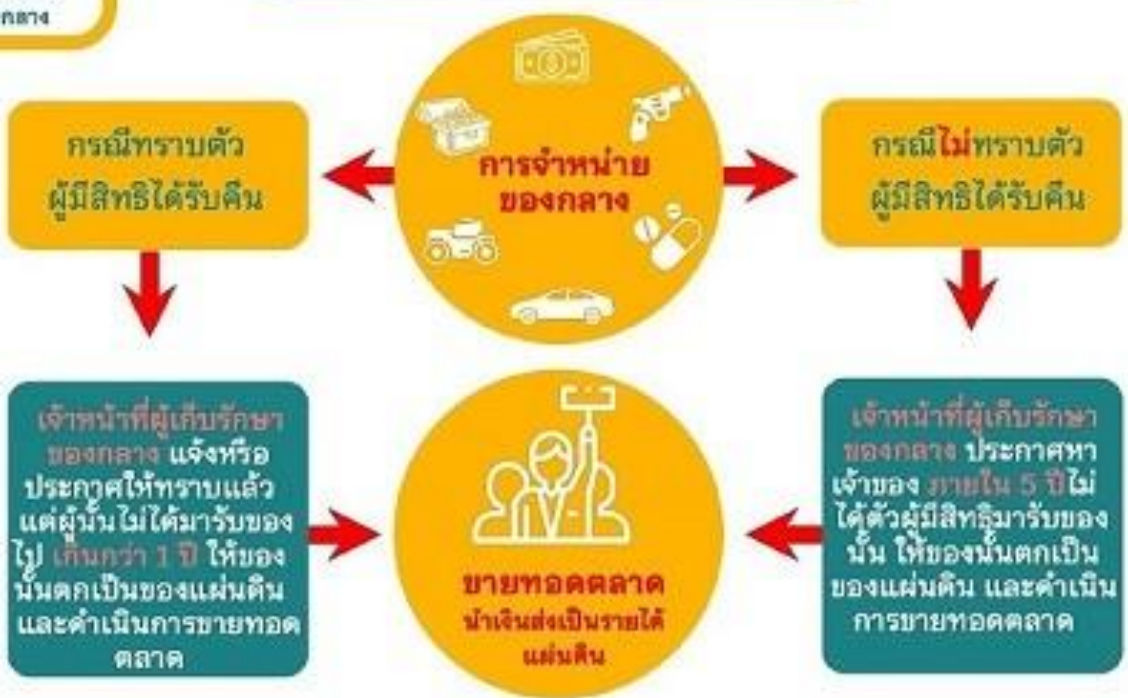 กลาง
การจำหน่าย
ของกลาง
กรณีทราบตัว
ผู้มีสิทธิได้รับคืน
กรณีไม่ทราบตัว
ผู้มีสิทธิได้รับคืน
เจ้าหน้าที่ผู้เก็บรักษา
ของกลาง แจ้งหรือ
ประกาศให้ทราบแล้ว
แต่ผู้นั้นไม่ได้มารับของ
ไป เกินกว่า 1 ปี ให้ของ
นั้นตกเป็นของแผ่นดิน
และดำเนินการขายทอด
ตลาด
ขายทอดตลาด
นำเงินส่งเป็นรายได้
แผ่นดิน
เจ้าหน้าที่ผู้เก็บรักษา
ของกลาง ประกาศหา
เจ้าของ ภายใน 5 ปีไม่
ได้ตัวผู้มีสิทธิมารับของ
นั้น ให้ของนั้นตกเป็น
ของแผ่นดิน และดำเนิน
การขายทอดตลาด